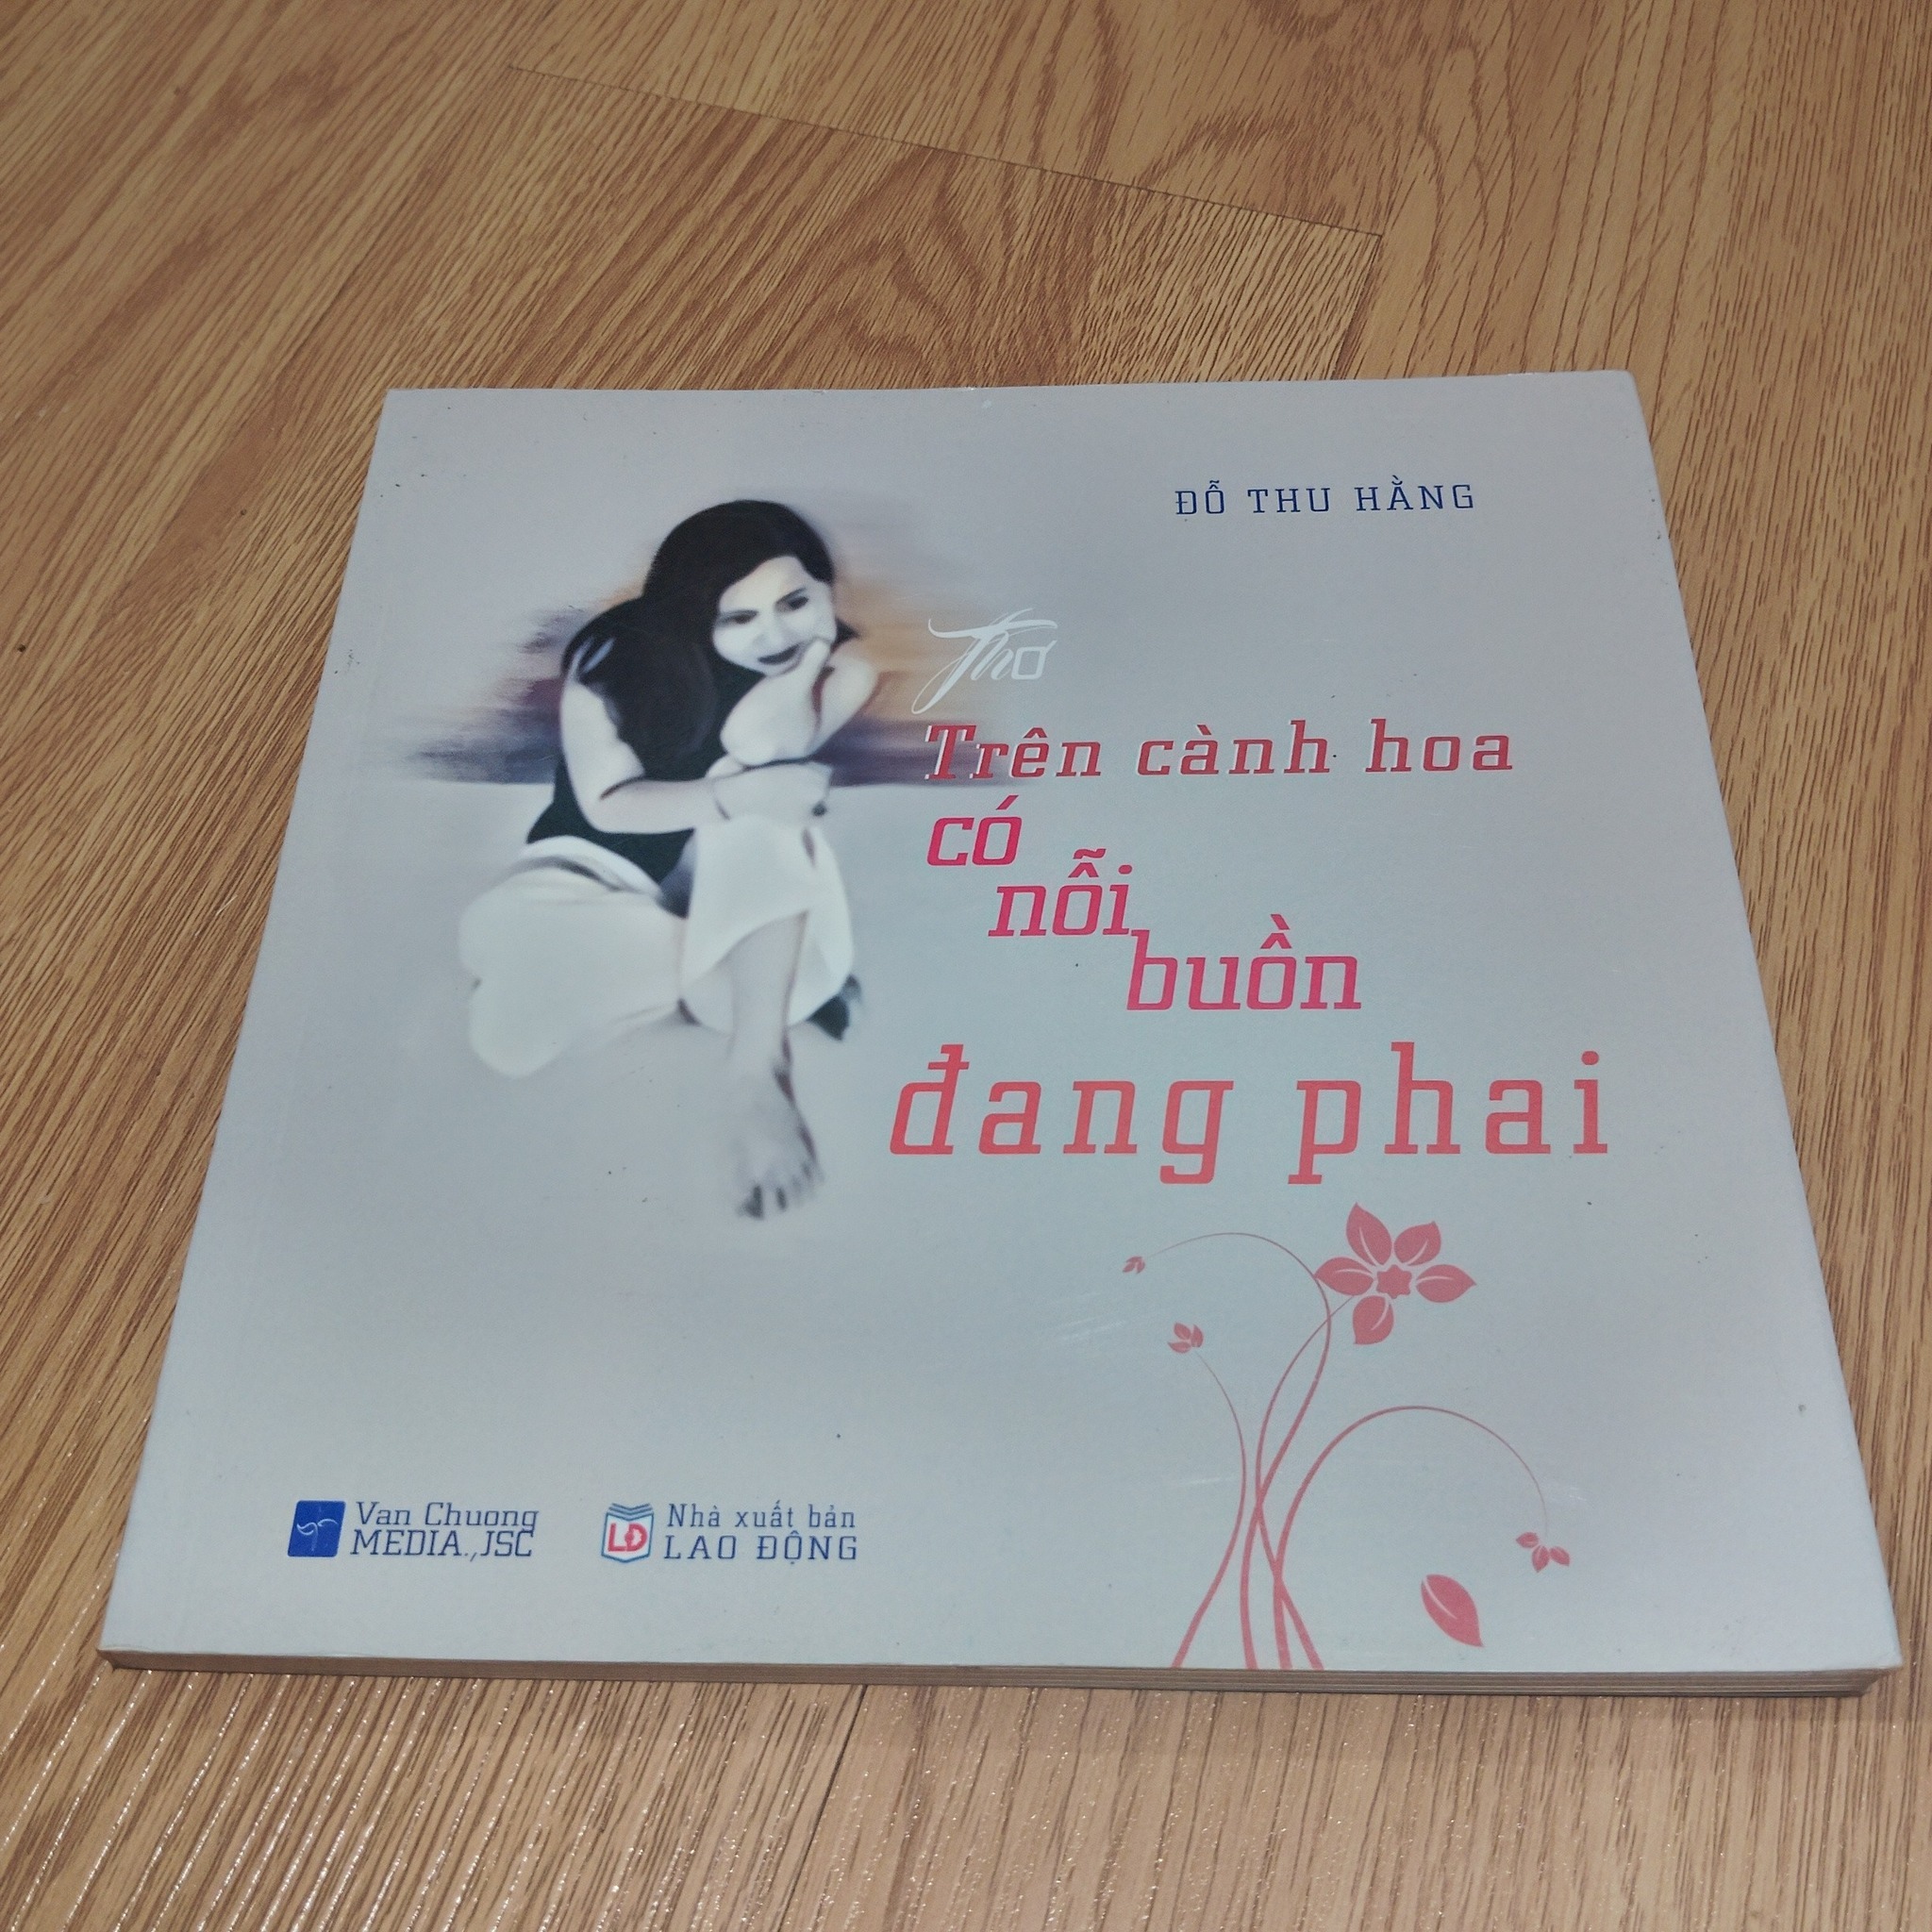 ĐỖ THU HẰNG
Thơ
Trên cành hoa
có
nỗi
buồn
đang phai
Van Chuong
MEDIA.,JSC
LĐ
Nhà xuất bản
LAO ĐỘNG